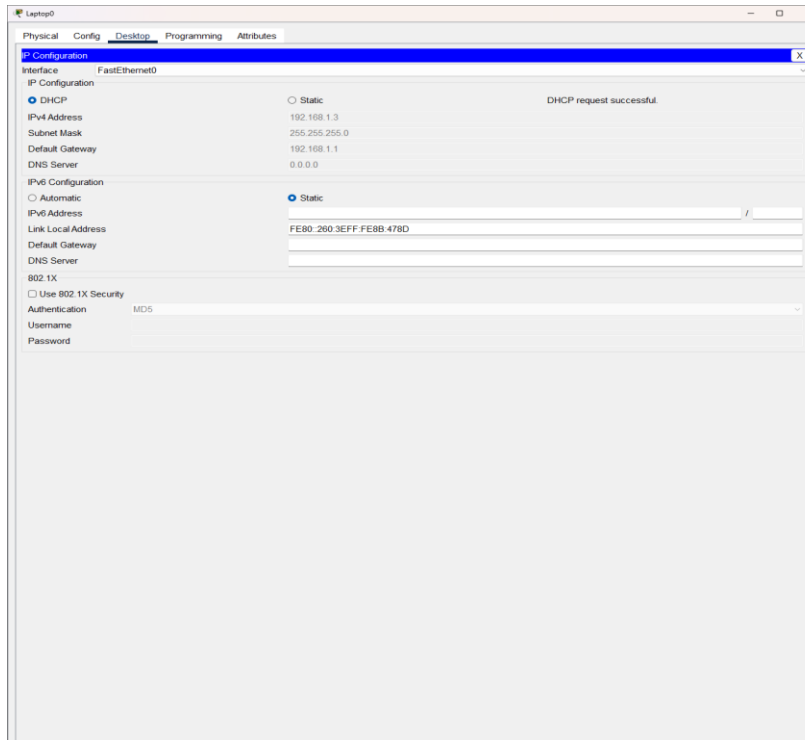 Laptop0
Physical Config Desktop Programming Attributes
IP Configuration X
Interface FastEthernet0
IP Configuration
DHCP Static DHCP request successful.
IPv4 Address 192.168.1.3
Subnet Mask 255.255.255.0
Default Gateway 192.168.1.1
DNS Server 0.0.0.0
IPv6 Configuration
Automatic Static
IPv6 Address /
Link Local Address FE80::260:3EFF:FE8B:478D
Default Gateway
DNS Server
802.1X
Use 802.1X Security
Authentication MD5
Username
Password